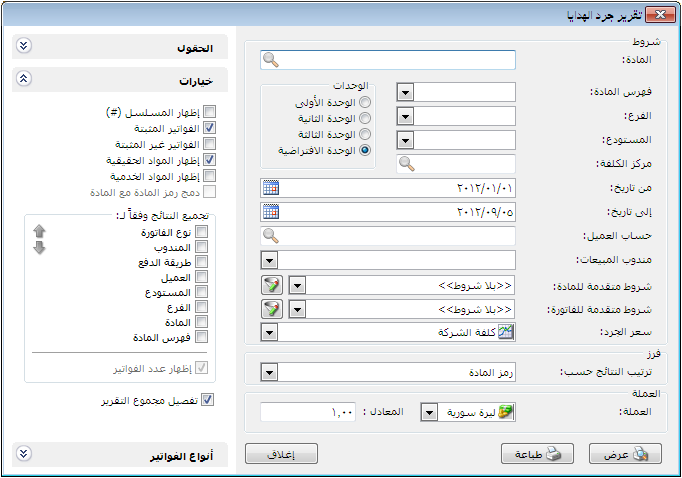 تقرير جرد الهدايا
شروط
المادة:
فهرس المادة:
الفرع:
المستودع:
مركز الكلفة:
الوحدات
الوحدة الأولى
الوحدة الثانية
الوحدة الثالثة
الوحدة الافتراضية
من تاريخ: ٢٠١٢/٠١/٠١
إلى تاريخ: ٢٠١٢/٠٩/٠٥
حساب العميل:
مندوب المبيعات:
شروط متقدمة للمادة: <<بلا شروط>>
شروط متقدمة للفاتورة: <<بلا شروط>>
سعر الجرد: كلفة الشركة
فرز
ترتيب النتائج حسب: رمز المادة
العملة
العملة: ليرة سورية المعادل : ١,٠٠
عرض طباعة إغلاق
الحقول
خيارات
إظهار المسلسل (#)
الفواتير المثبتة
الفواتير غير المثبتة
إظهار المواد الحقيقية
إظهار المواد الخدمية
دمج رمز المادة مع المادة
تجميع النتائج وفقاً لـ:
نوع الفاتورة
المندوب
طريقة الدفع
العميل
المستودع
الفرع
المادة
فهرس المادة
إظهار عدد الفواتير
تفصيل مجموع التقرير
أنواع الفواتير